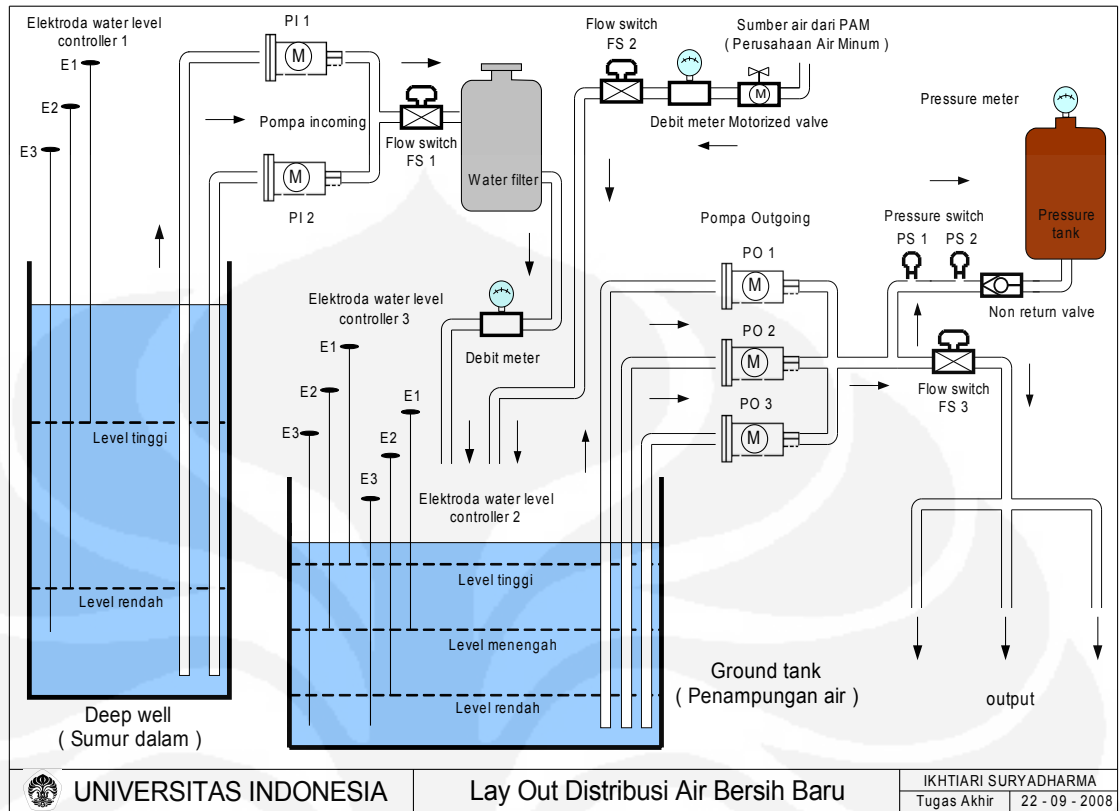 Elektroda water level
controller 1
E1
E2
E3
PI 1
M
Pompa incoming
M
PI 2
Flow switch
FS 1
Water filter
Flow switch
FS 2
Sumber air dari PAM
( Perusahaan Air Minum )
M
Debit meter
Motorized valve
Pressure meter
Pressure switch
PS 1
PS 2
Pressure
tank
Non return valve
Pompa Outgoing
PO 1
M
PO 2
M
PO 3
M
Flow switch
FS 3
Elektroda water level
controller 3
E1
E2
E3
Debit meter
E1
E2
E3
Elektroda water level
controller 2
Level tinggi
Level rendah
Level tinggi
Level menengah
Level rendah
Deep well
( Sumur dalam )
Ground tank
( Penampungan air )
output
UNIVERSITAS INDONESIA
Lay Out Distribusi Air Bersih Baru
IKHTIARI SURYADHARMA
Tugas Akhir
22 - 09 - 2008